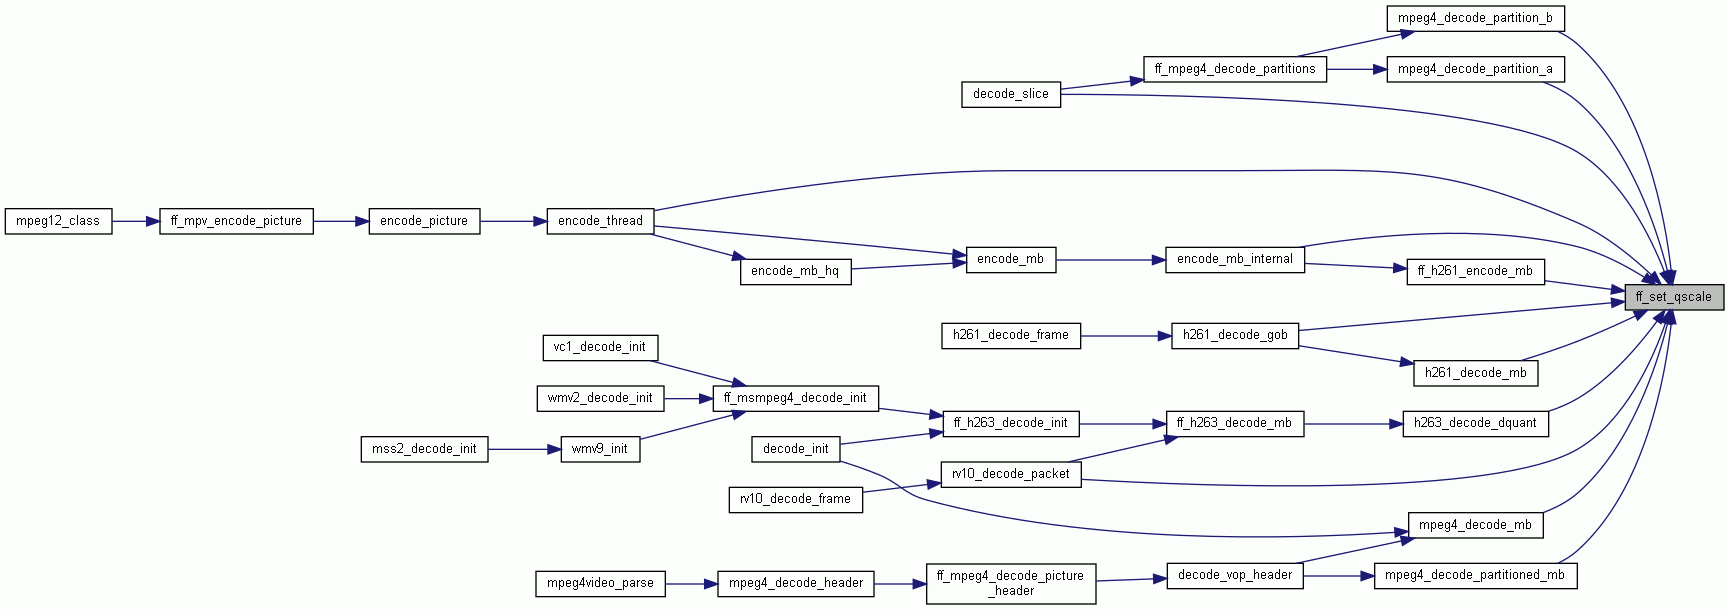 mpeg4_decode_partition_b
ff_mpeg4_decode_partitions
mpeg4_decode_partition_a
decode_slice
mpeg12_class
ff_mpv_encode_picture
encode_picture
encode_thread
encode_mb_hq
encode_mb
encode_mb_internal
ff_h261_encode_mb
ff_set_qscale
h261_decode_frame
h261_decode_gob
vc1_decode_init
h261_decode_mb
wmv2_decode_init
ff_msmpeg4_decode_init
ff_h263_decode_init
ff_h263_decode_mb
h263_decode_dquant
mss2_decode_init
wmv9_init
decode_init
rv10_decode_packet
rv10_decode_frame
mpeg4_decode_mb
mpeg4video_parse
mpeg4_decode_header
ff_mpeg4_decode_picture
_header
decode_vop_header
mpeg4_decode_partitioned_mb